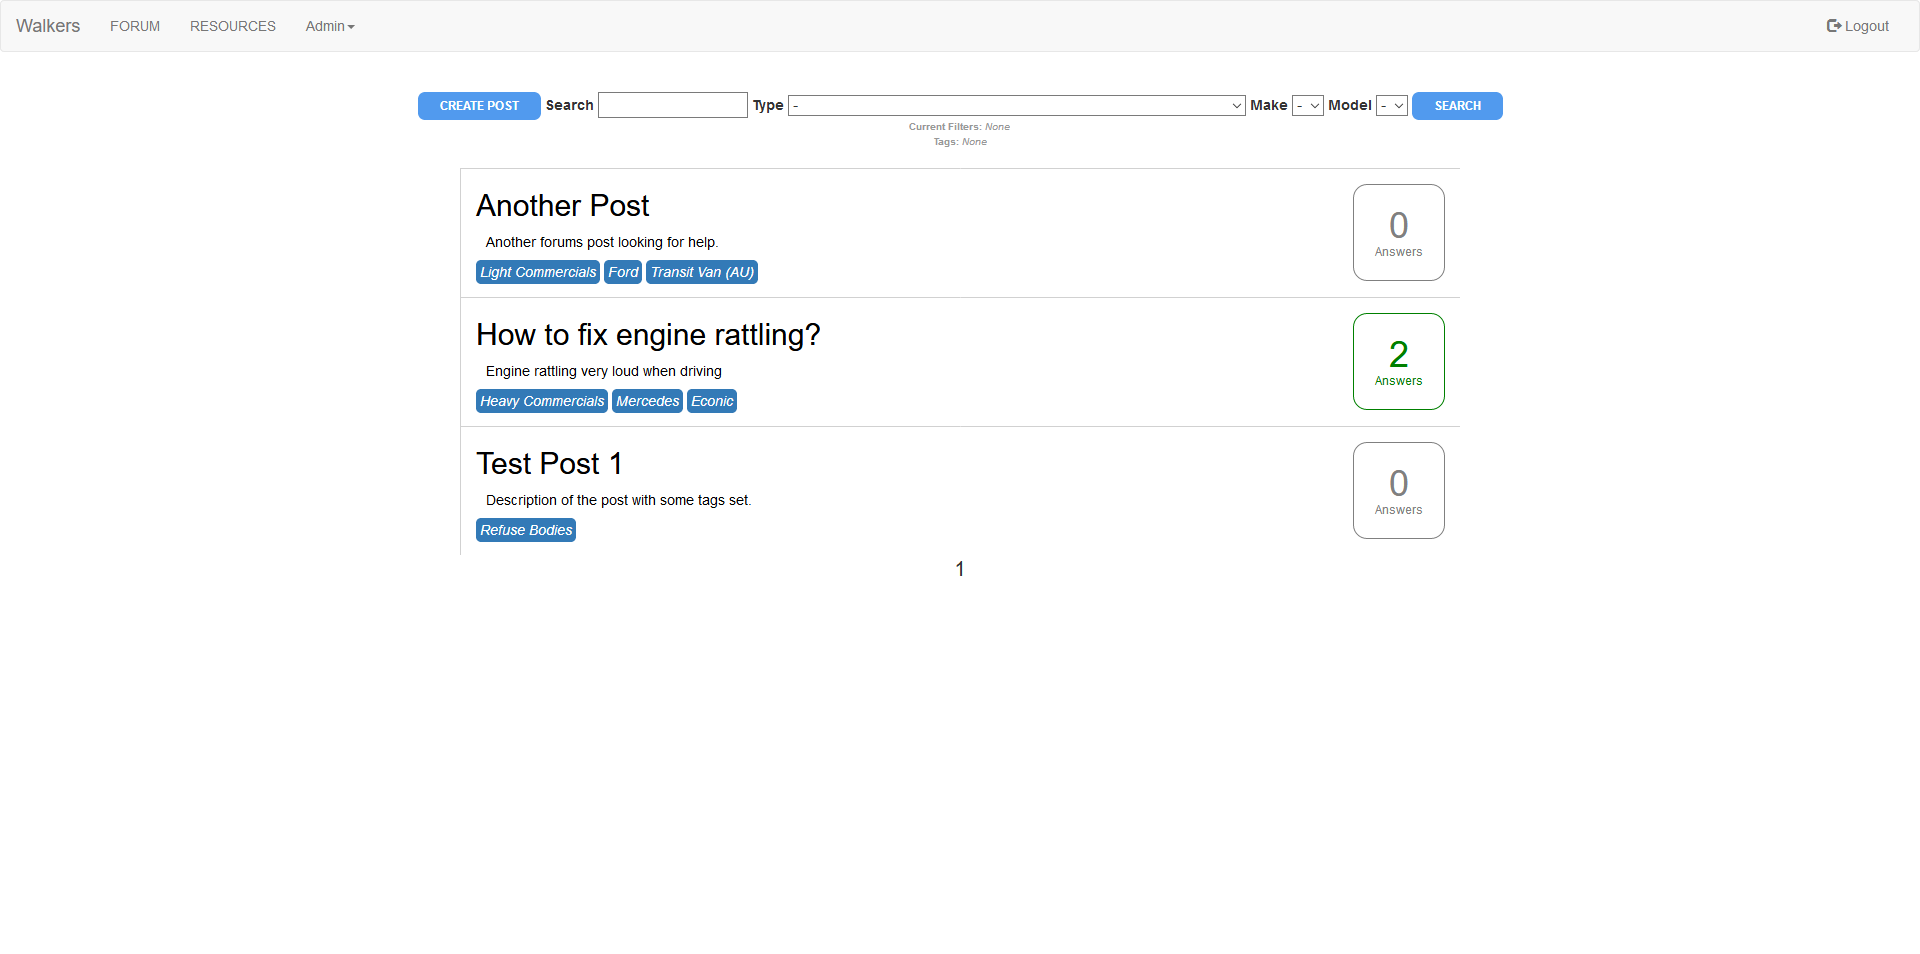 Walkers FORUM RESOURCES Admin Logout
CREATE POST Search Type - Make - Model - SEARCH
Current Filters: None
Tags: None
Another Post
Another forums post looking for help.
Light Commercials Ford Transit Van (AU)
0
Answers
How to fix engine rattling?
Engine rattling very loud when driving
Heavy Commercials Mercedes Econic
2
Answers
Test Post 1
Description of the post with some tags set.
Refuse Bodies
0
Answers
1